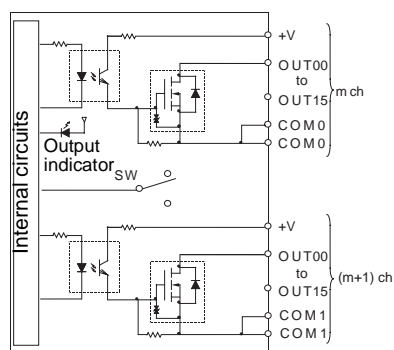 Internal circuits
+V
OUT00
to
OUT15
COM0
COM0
m ch
Output
indicator
SW
+V
OUT00
to
OUT15
COM1
COM1
(m+1) ch